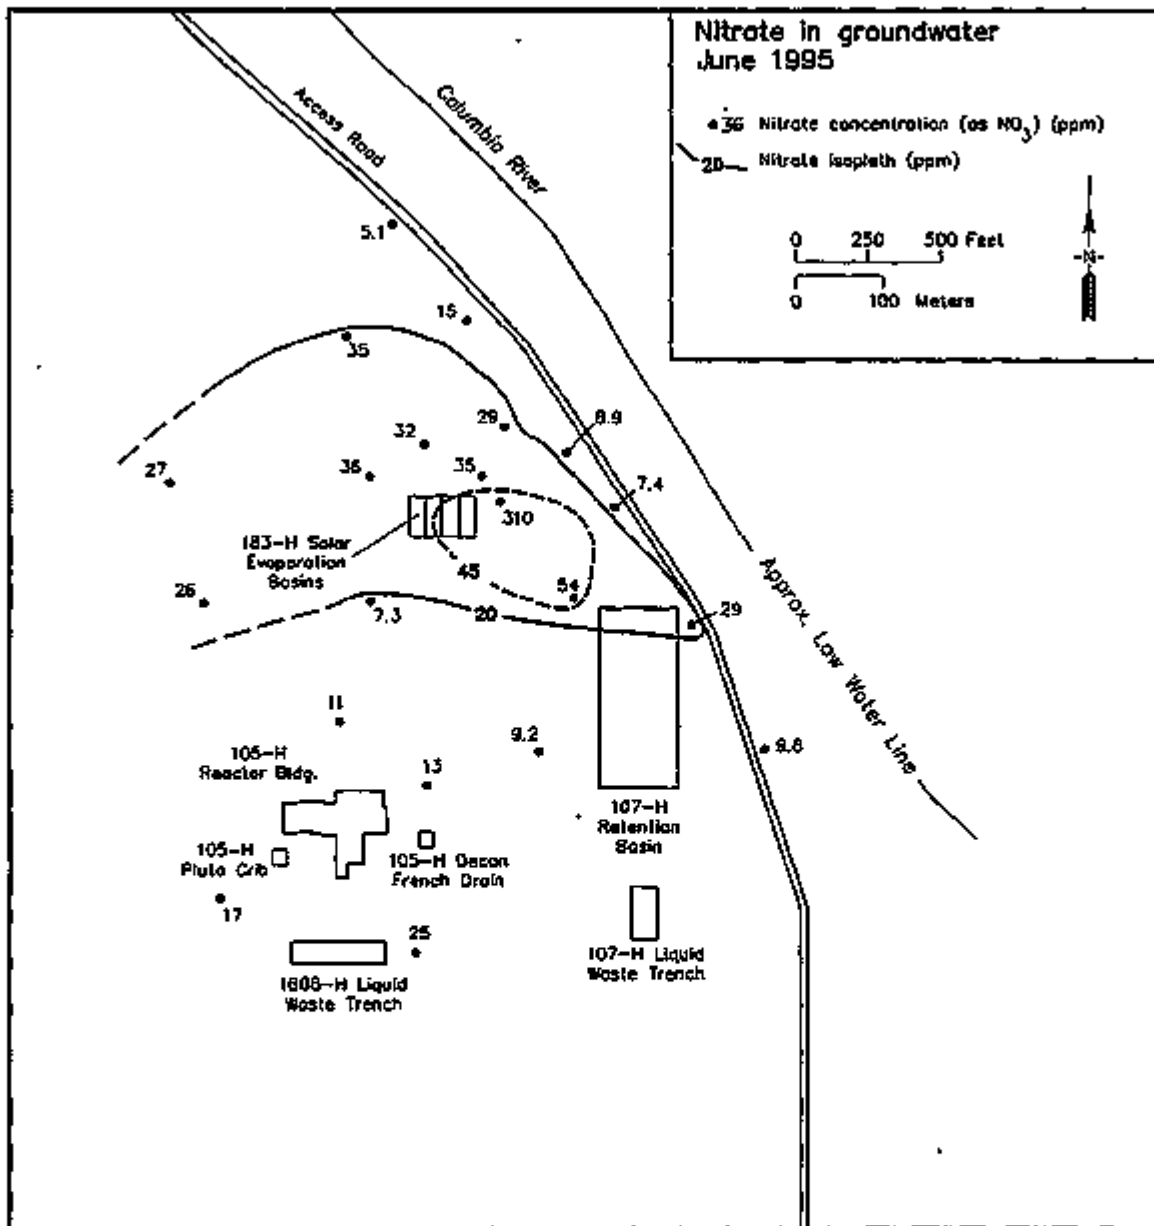 Nitrate in groundwater
June 1995
36 Nitrate concentration (as NO3) (ppm)
20 Nitrate isopleth (ppm)
0 250 500 Feet
0 100 Meters
-N-
Access Road
Columbia River
5.1
15
35
29
8.9
32
27
36
35
7.4
310
183-H Solar
Evaporation
Basins
45
54
26
7.3
20
29
Approx. Low Water Line
11
9.2
9.8
105-H
Reactor Bldg.
13
107-H
Retention
Basin
105-H
Pluto Crib
105-H Decon
French Drain
17
25
107-H Liquid
Waste Trench
1608-H Liquid
Waste Trench